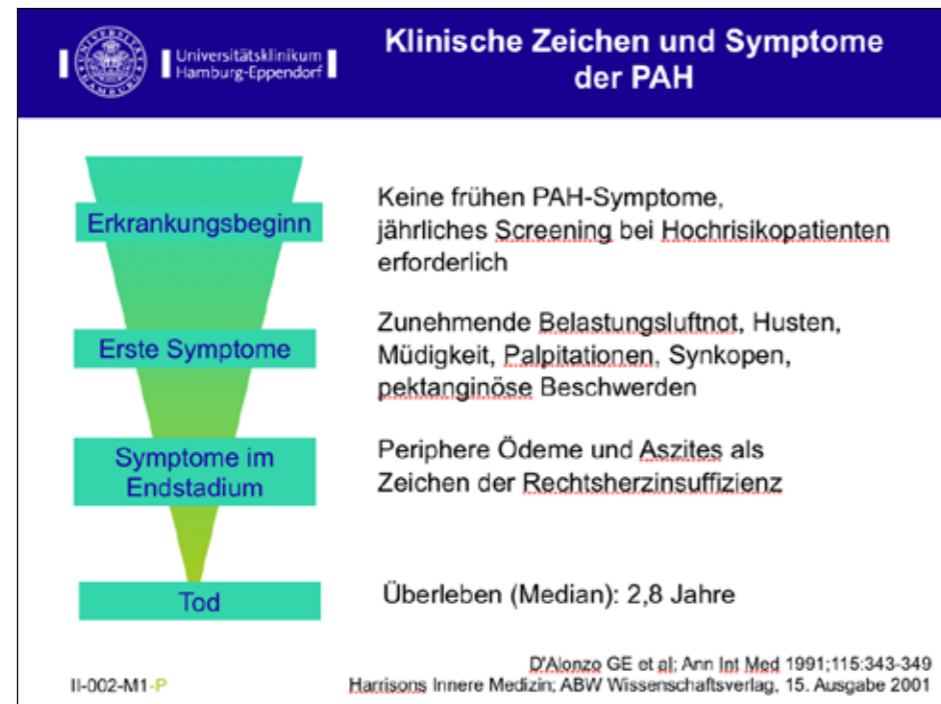 Universitätsklinikum
Hamburg-Eppendorf
Klinische Zeichen und Symptome
der PAH
Erkrankungsbeginn
Keine frühen PAH-Symptome,
jährliches Screening bei Hochrisikopatienten
erforderlich
Erste Symptome
Zunehmende Belastungsluftnot, Husten,
Müdigkeit, Palpitationen, Synkopen,
pektanginöse Beschwerden
Symptome im
Endstadium
Periphere Ödeme und Aszites als
Zeichen der Rechtsherzinsuffizienz
Tod
Überleben (Median): 2,8 Jahre
D'Alonzo GE et al; Ann Int Med 1991;115:343-349
II-002-M1-P
Harrisons Innere Medizin; ABW Wissenschaftsverlag, 15. Ausgabe 2001